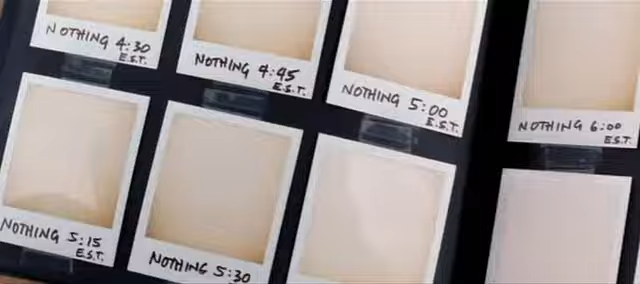 NOTHING 4:30
E.S.T.
NOTHING 4:45
E.S.T.
NOTHING 5:00
E.S.T.
NOTHING 6:00
E.S.T.
NOTHING 5:15
E.S.T.
NOTHING 5:30